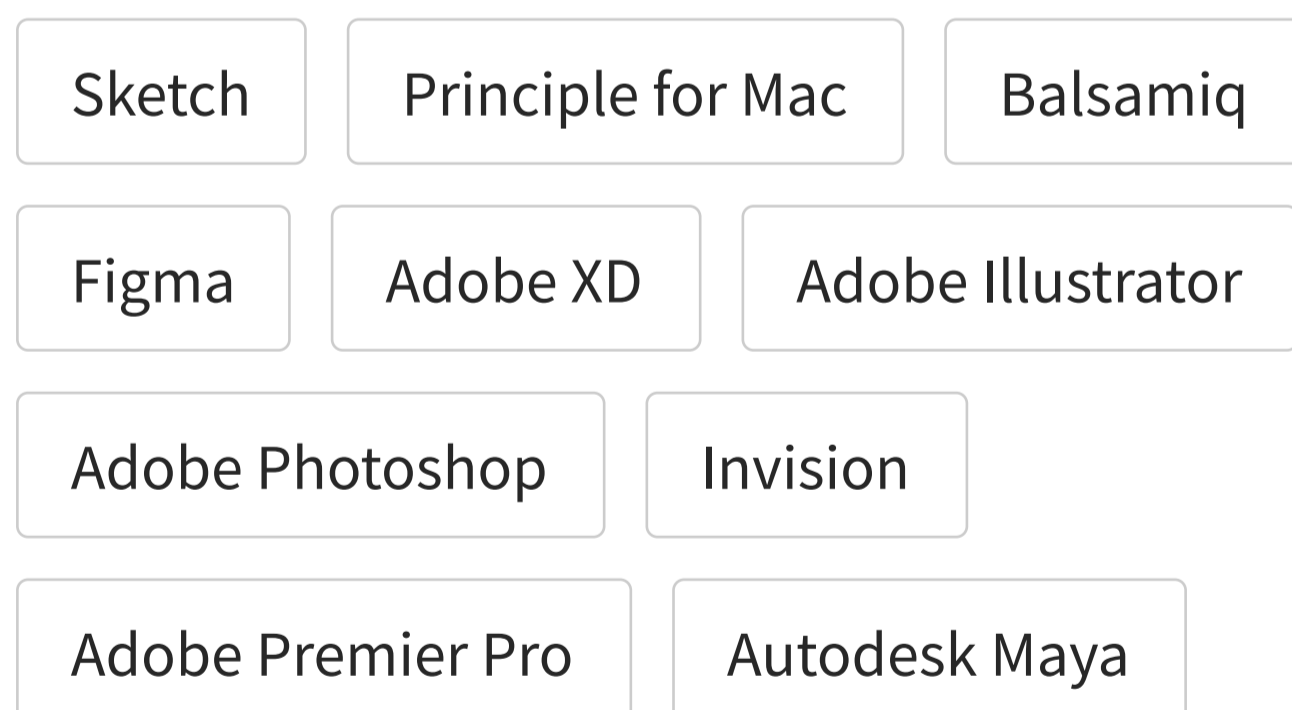 Sketch Principle for Mac Balsamiq
Figma Adobe XD Adobe Illustrator
Adobe Photoshop Invision
Adobe Premier Pro Autodesk Maya